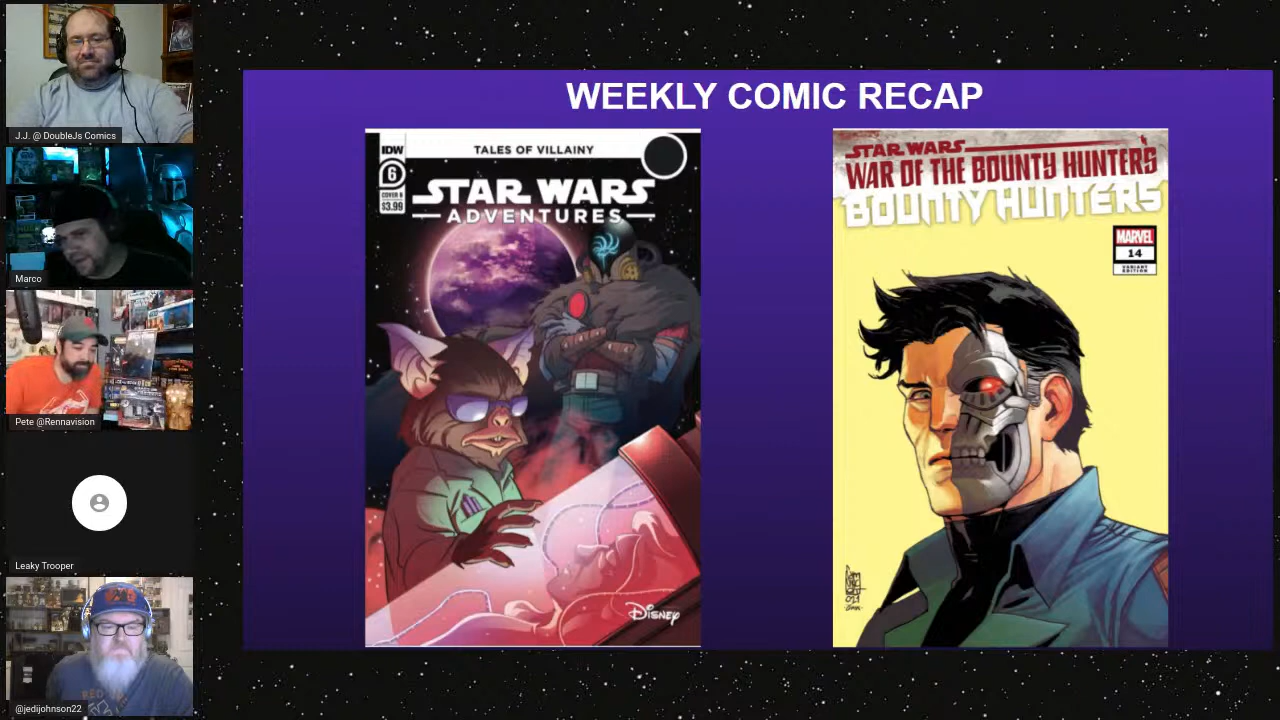 J.J. @ DoubleJs Comics
Marco
Pete @Rennavision
Leaky Trooper
@jedijohnson22
WEEKLY COMIC RECAP
IDW
6
COVER B
$3.99
TALES OF VILLAINY
STAR WARS
ADVENTURES
Disney
STAR WARS
WAR OF THE BOUNTY HUNTERS
BOUNTY HUNTERS
MARVEL
14
VARIANT
EDITION